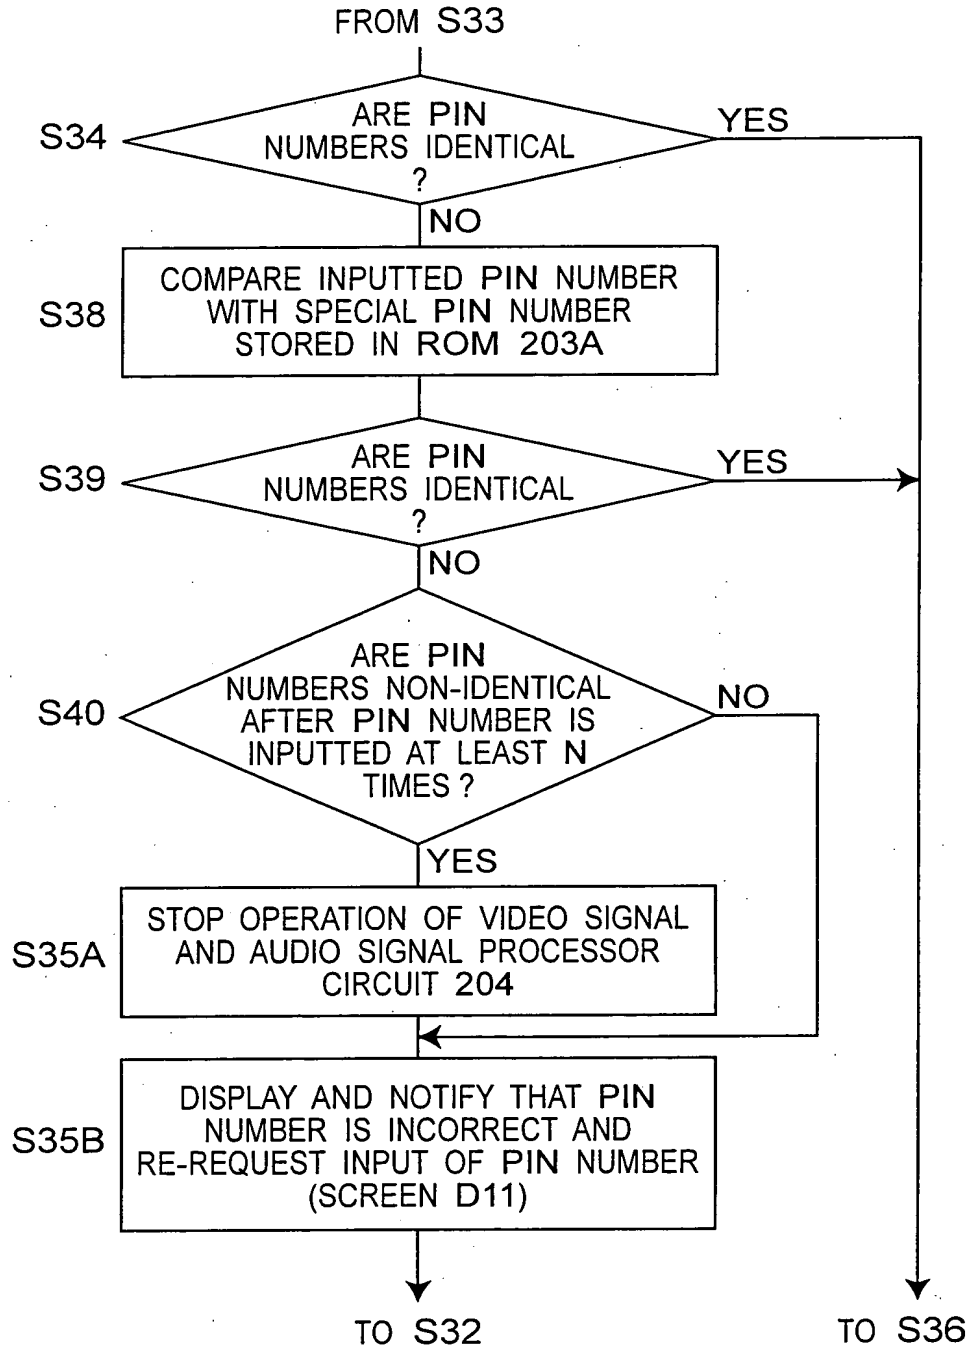 FROM S33
S34
ARE PIN
NUMBERS IDENTICAL
?
YES
NO
S38
COMPARE INPUTTED PIN NUMBER
WITH SPECIAL PIN NUMBER
STORED IN ROM 203A
S39
ARE PIN
NUMBERS IDENTICAL
?
YES
NO
S40
ARE PIN
NUMBERS NON-IDENTICAL
AFTER PIN NUMBER IS
INPUTTED AT LEAST N
TIMES ?
NO
YES
S35A
STOP OPERATION OF VIDEO SIGNAL
AND AUDIO SIGNAL PROCESSOR
CIRCUIT 204
S35B
DISPLAY AND NOTIFY THAT PIN
NUMBER IS INCORRECT AND
RE-REQUEST INPUT OF PIN NUMBER
(SCREEN D11)
TO S32
TO S36